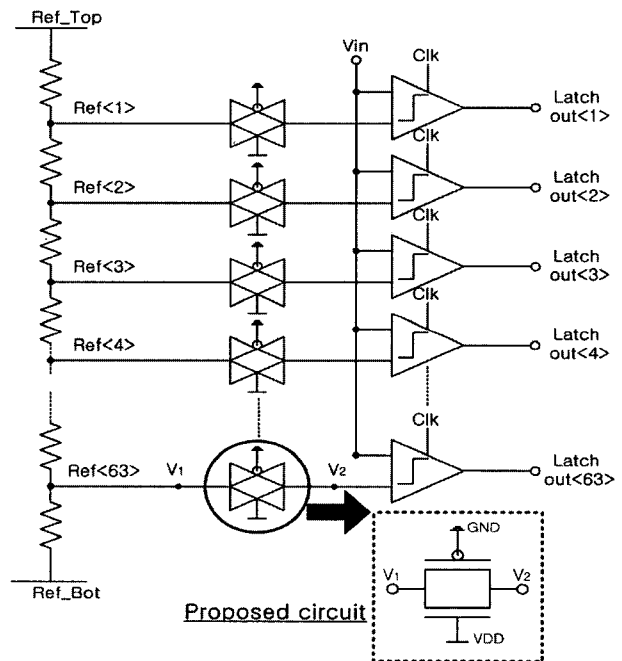 Ref_Top
Vin
Clk
Ref<1>
Latch
out<1>
Clk
Ref<2>
Latch
out<2>
Clk
Ref<3>
Latch
out<3>
Clk
Ref<4>
Latch
out<4>
Clk
Ref<63>
V1
V2
Latch
out<63>
GND
V1
V2
VDD
Ref_Bot
Proposed circuit